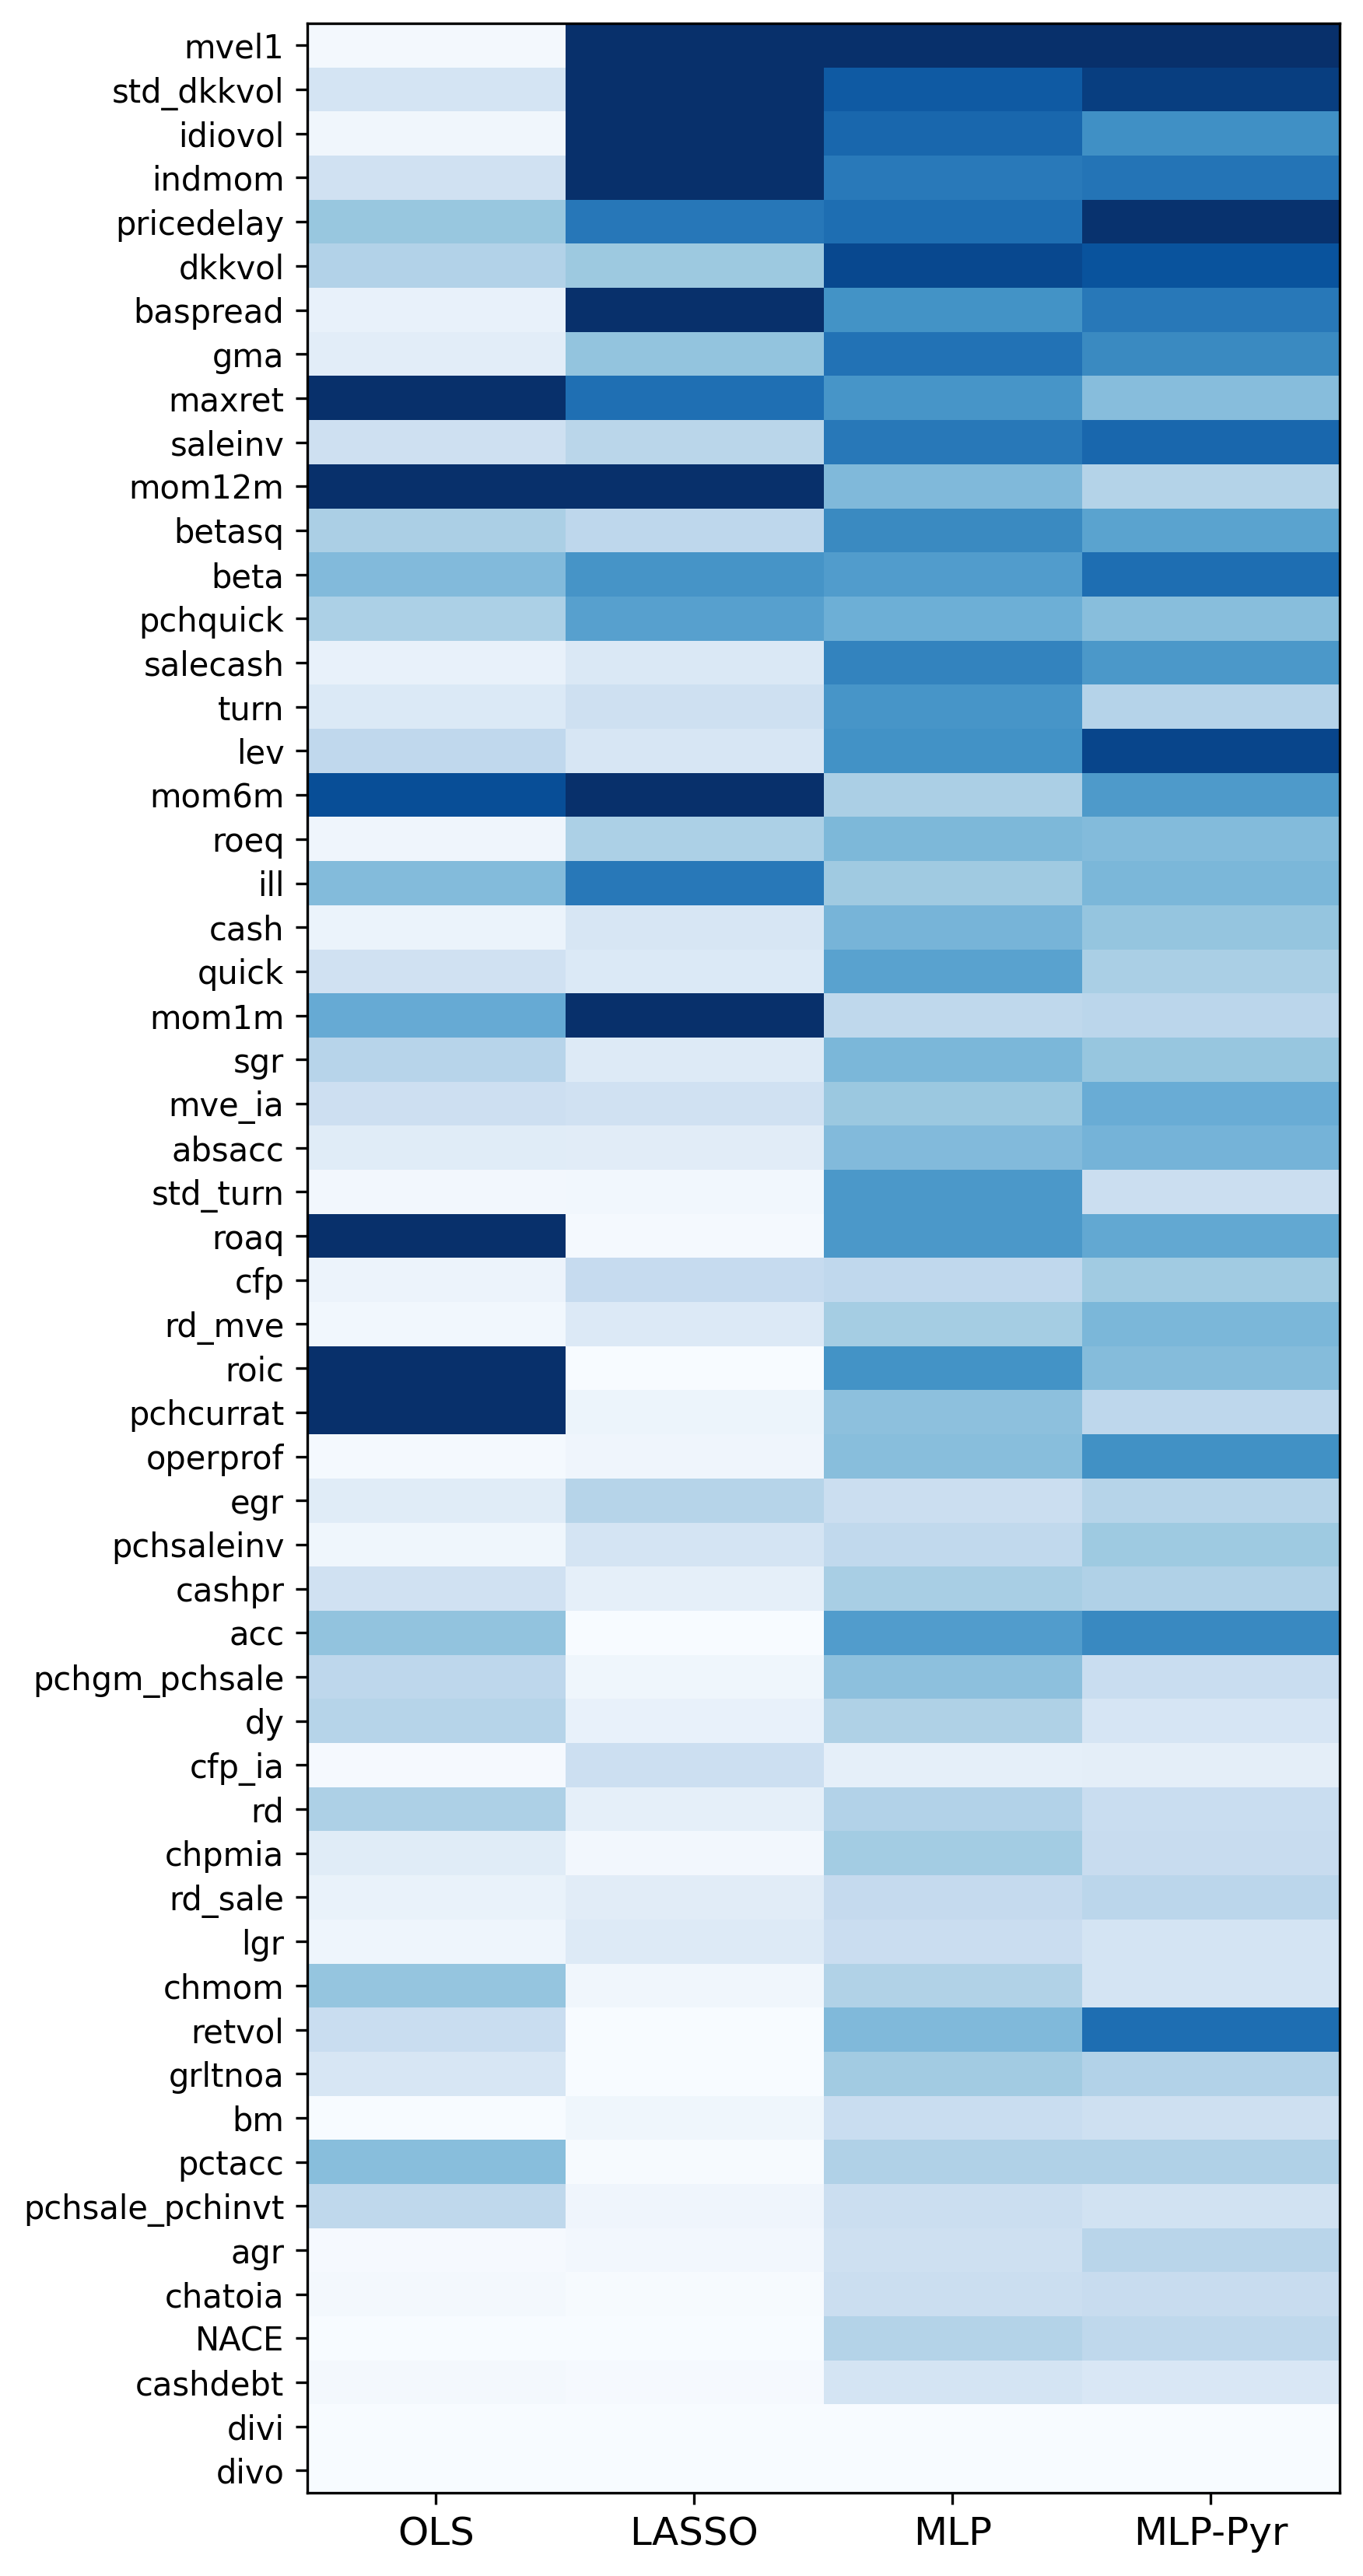 mvel1
std_dkkvol
idiovol
indmom
pricedelay
dkkvol
baspread
gma
maxret
saleinv
mom12m
betasq
beta
pchquick
salecash
turn
lev
mom6m
roeq
ill
cash
quick
mom1m
sgr
mve_ia
absacc
std_turn
roaq
cfp
rd_mve
roic
pchcurrat
operprof
egr
pchsaleinv
cashpr
acc
pchgm_pchsale
dy
cfp_ia
rd
chpmia
rd_sale
lgr
chmom
retvol
grltnoa
bm
pctacc
pchsale_pchinvt
agr
chatoia
NACE
cashdebt
divi
divo
OLS LASSO MLP MLP-Pyr